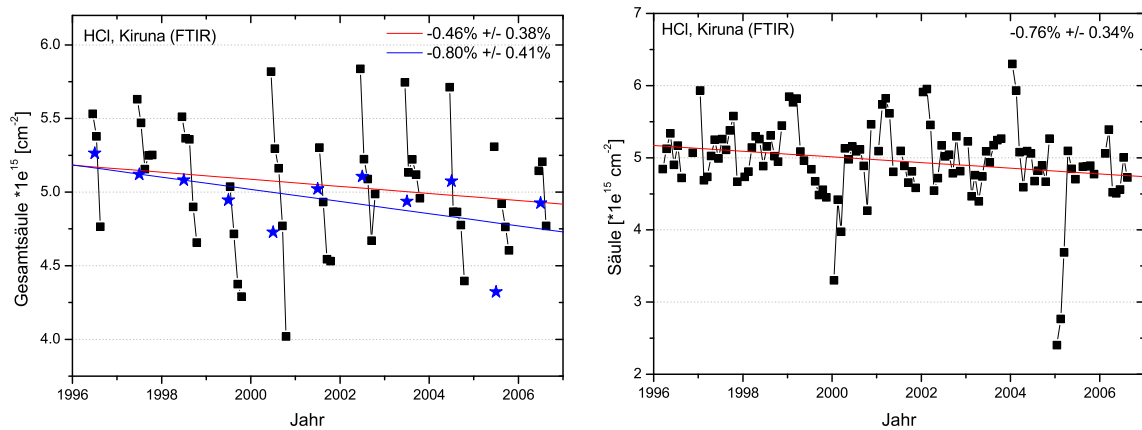 HCl, Kiruna (FTIR)
-0.46% +/- 0.38%
-0.80% +/- 0.41%
6.0
5.5
5.0
4.5
4.0
Gesamtsäule *1e¹⁵ [cm⁻²]
1996
1998
2000
2002
2004
2006
Jahr
HCl, Kiruna (FTIR)
-0.76% +/- 0.34%
7
6
5
4
3
2
Säule [*1e¹⁵ cm⁻²]
1996
1998
2000
2002
2004
2006
Jahr